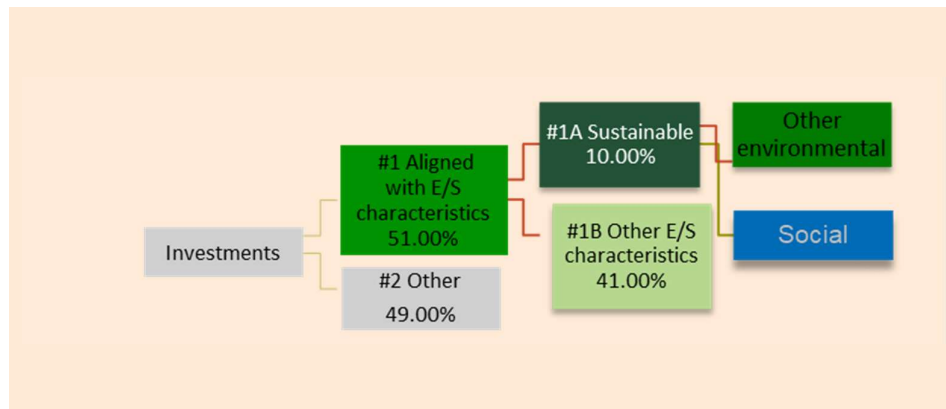 Investments
#1 Aligned
with E/S
characteristics
51.00%
#2 Other
49.00%
#1A Sustainable
10.00%
#1B Other E/S
characteristics
41.00%
Other
environmental
Social